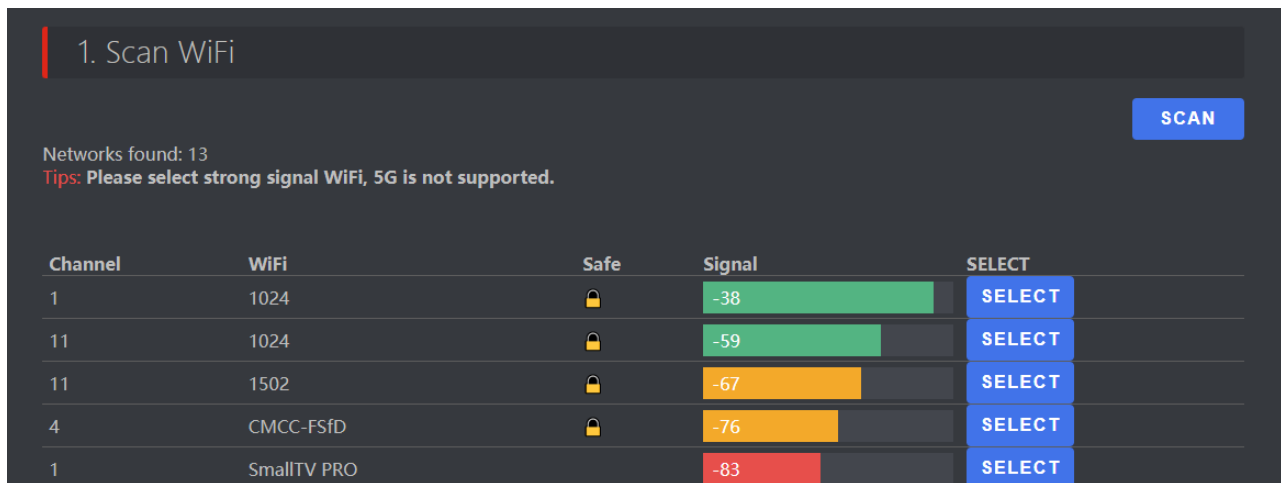 1. Scan WiFi
SCAN
Networks found: 13
Tips: Please select strong signal WiFi, 5G is not supported.
Channel WiFi Safe Signal SELECT
1 1024 -38 SELECT
11 1024 -59 SELECT
11 1502 -67 SELECT
4 CMCC-FSfD -76 SELECT
1 SmallTV PRO -83 SELECT